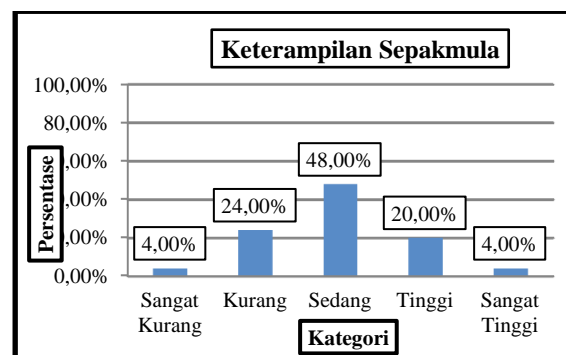 Keterampilan Sepakmula
100,00%
80,00%
48,00%
24,00%
20,00%
4,00%
4,00%
0,00%
Persentase
Sangat Kurang
Kurang
Sedang
Tinggi
Sangat Tinggi
Kategori